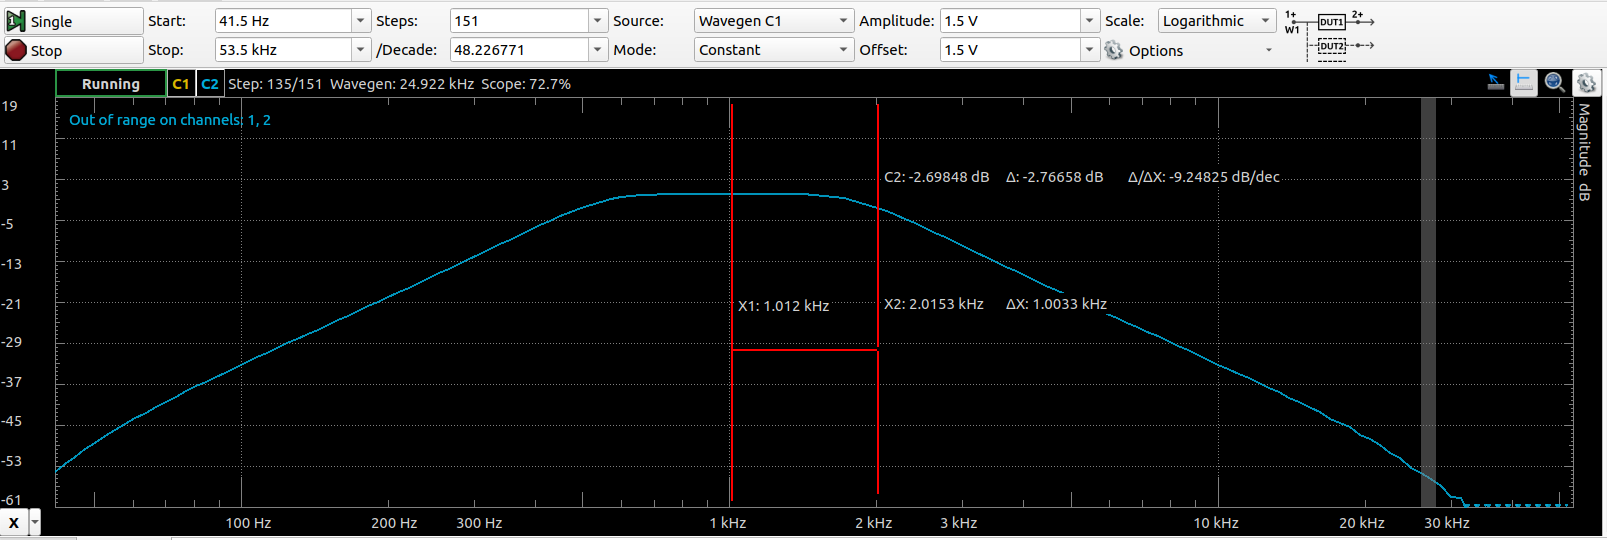 Single Start: 41.5 Hz Steps: 151 Source: Wavegen C1 Amplitude: 1.5 V Scale: Logarithmic 1+ 2+
W1 DUT1
Stop Stop: 53.5 kHz /Decade: 48.226771 Mode: Constant Offset: 1.5 V Options DUT2
Running C1 C2 Step: 135/151 Wavegen: 24.922 kHz Scope: 72.7%
Out of range on channels: 1, 2
Magnitude dB
19
11
3
-5
-13
-21
-29
-37
-45
-53
-61
C2: -2.69848 dB Δ: -2.76658 dB Δ/ΔX: -9.24825 dB/dec
X1: 1.012 kHz X2: 2.0153 kHz ΔX: 1.0033 kHz
X 100 Hz 200 Hz 300 Hz 1 kHz 2 kHz 3 kHz 10 kHz 20 kHz 30 kHz